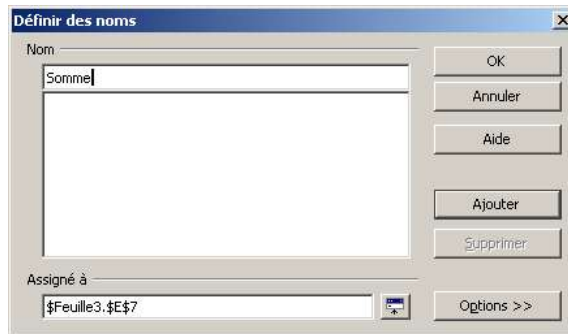 Définir des noms
Nom
OK
Somme
Annuler
Aide
Ajouter
Supprimer
Assigné à
$Feuille3.$E$7
Options >>